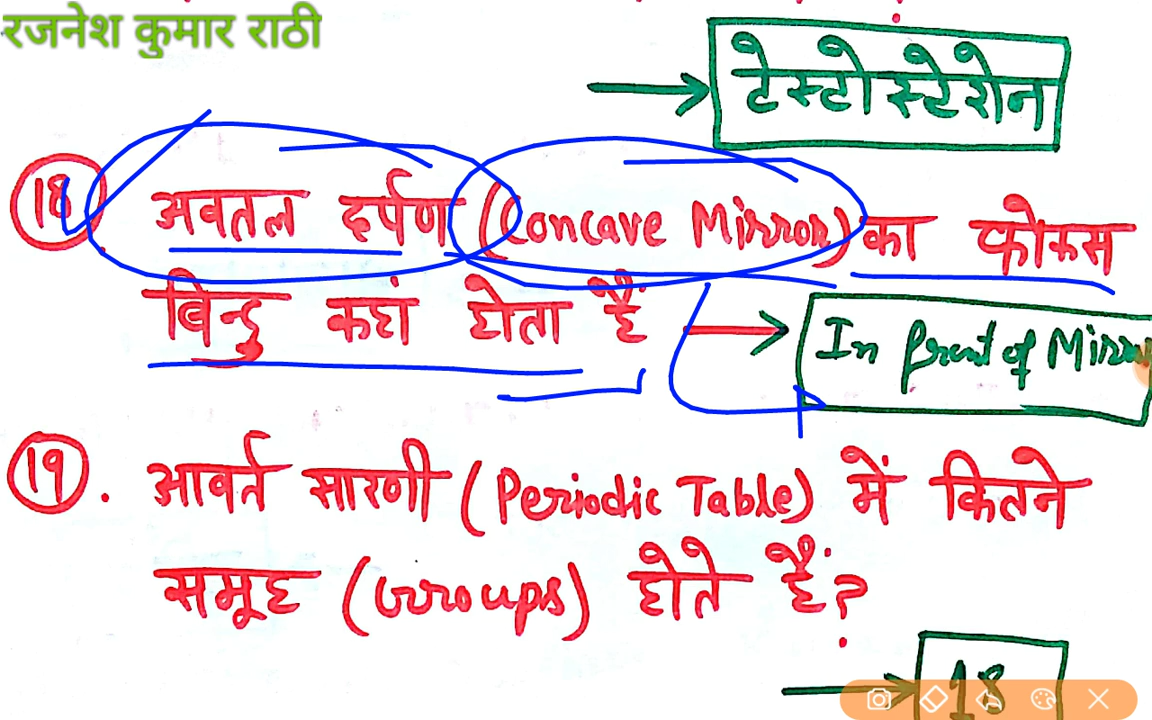 रजनेश कुमार राठी
→ टेस्टोस्टेरोन
18 अवतल दर्पण (Concave Mirror) का फोकस
बिन्दु कहां होता है → In front of Mirror
19. आवर्त सारणी (Periodic Table) में कितने
समूह (Groups) होते हैं?
→ 18